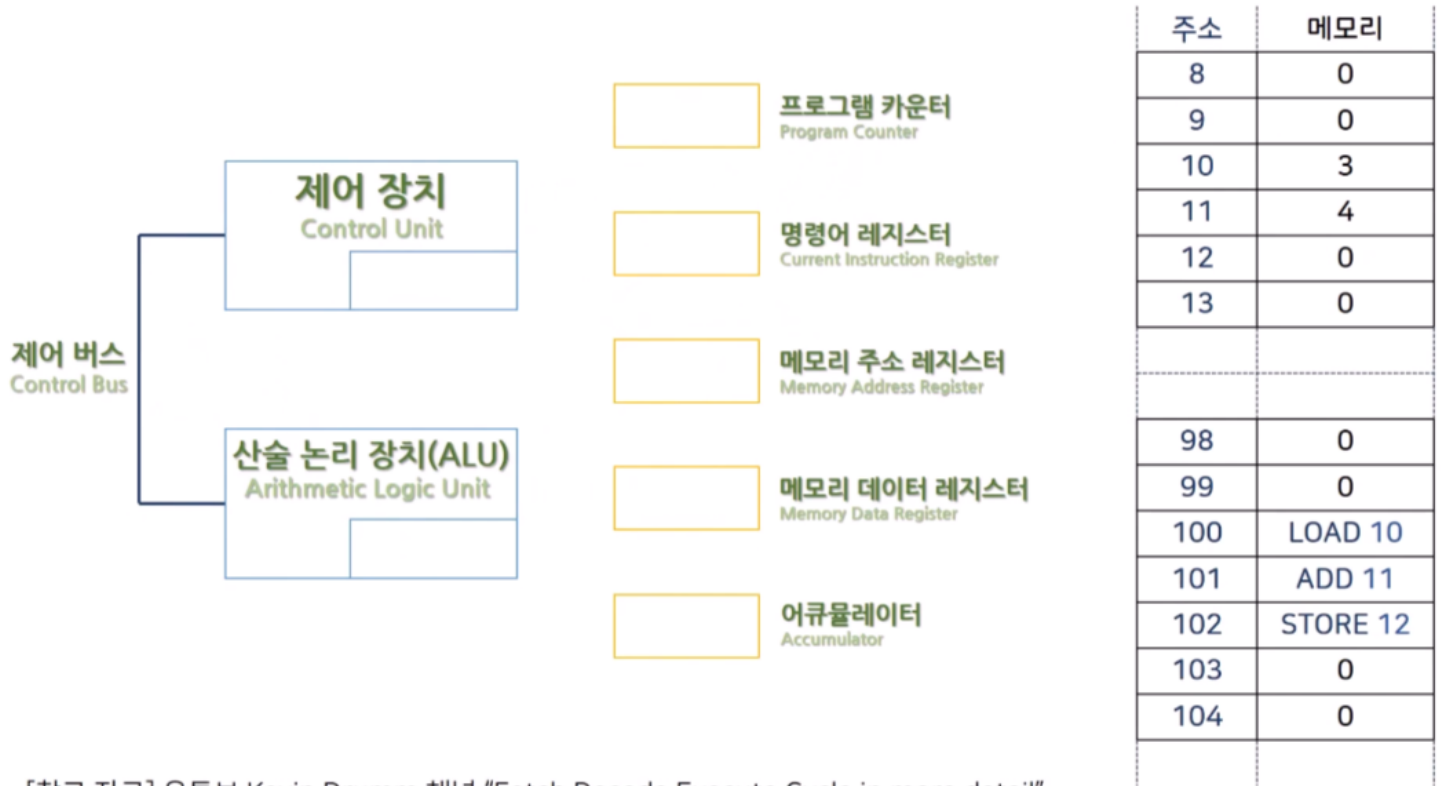 제어 장치
Control Unit
제어 버스
Control Bus
산술 논리 장치(ALU)
Arithmetic Logic Unit
프로그램 카운터
Program Counter
명령어 레지스터
Current Instruction Register
메모리 주소 레지스터
Memory Address Register
메모리 데이터 레지스터
Memory Data Register
어큐뮬레이터
Accumulator
주소 메모리
8 0
9 0
10 3
11 4
12 0
13 0
98 0
99 0
100 LOAD 10
101 ADD 11
102 STORE 12
103 0
104 0